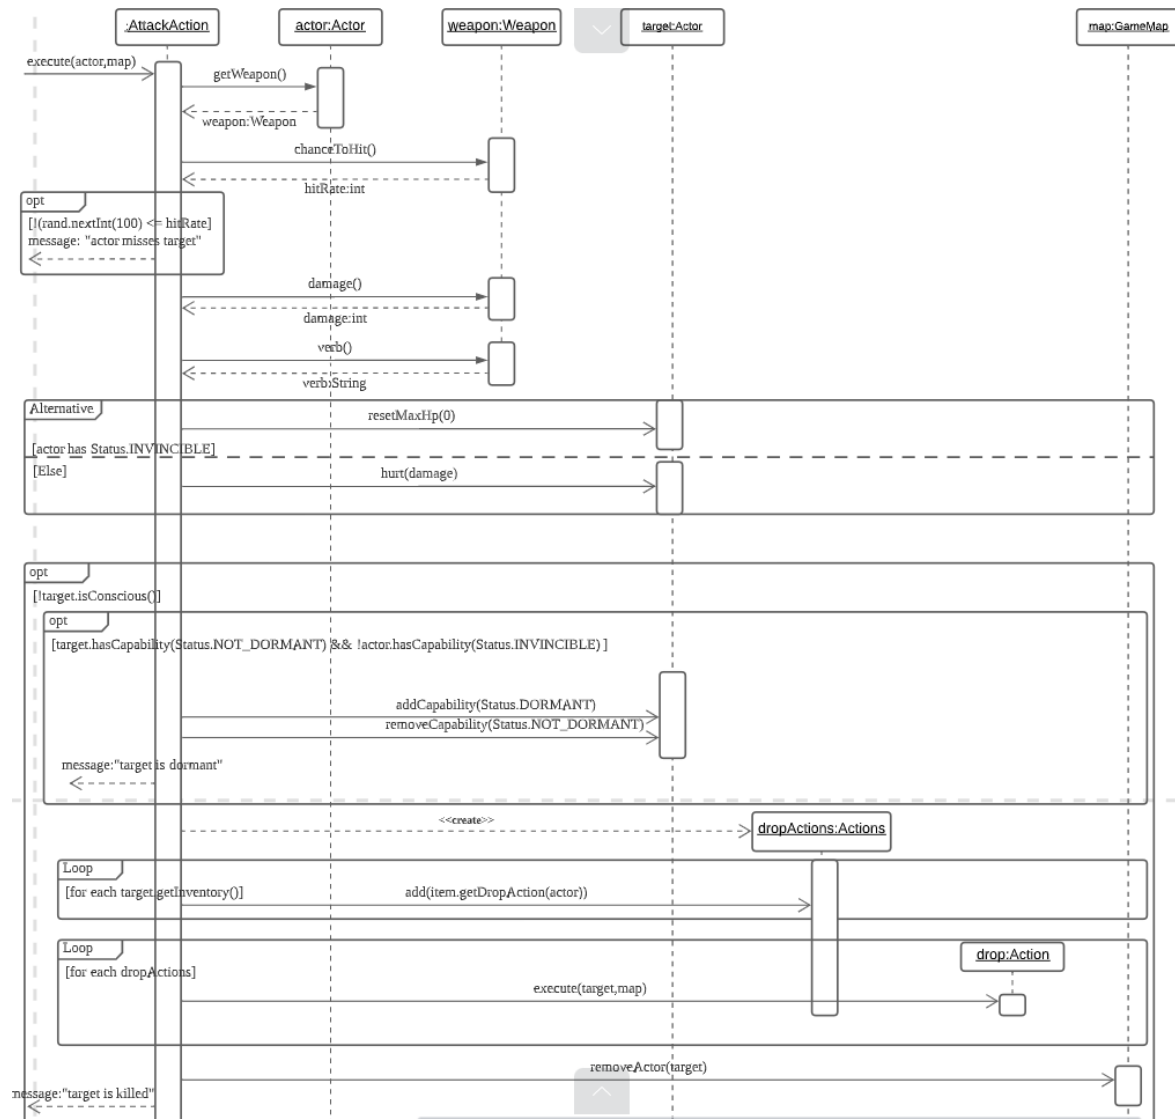 :AttackAction
actor:Actor
weapon:Weapon
target:Actor
map:GameMap
execute(actor,map)
getWeapon()
weapon:Weapon
chanceToHit()
hitRate:int
opt
[!(rand.nextInt(100) <= hitRate]
message: "actor misses target"
damage()
damage:int
verb()
verb:String
Alternative
resetMaxHp(0)
[actor has Status.INVINCIBLE]
[Else]
hurt(damage)
opt
[!target.isConscious()]
opt
[target.hasCapability(Status.NOT_DORMANT) && !actor.hasCapability(Status.INVINCIBLE) ]
addCapability(Status.DORMANT)
removeCapability(Status.NOT_DORMANT)
message:"target is dormant"
<<create>>
dropActions:Actions
Loop
[for each target.getInventory()]
add(item.getDropAction(actor))
Loop
[for each dropActions]
drop:Action
execute(target,map)
removeActor(target)
message:"target is killed"